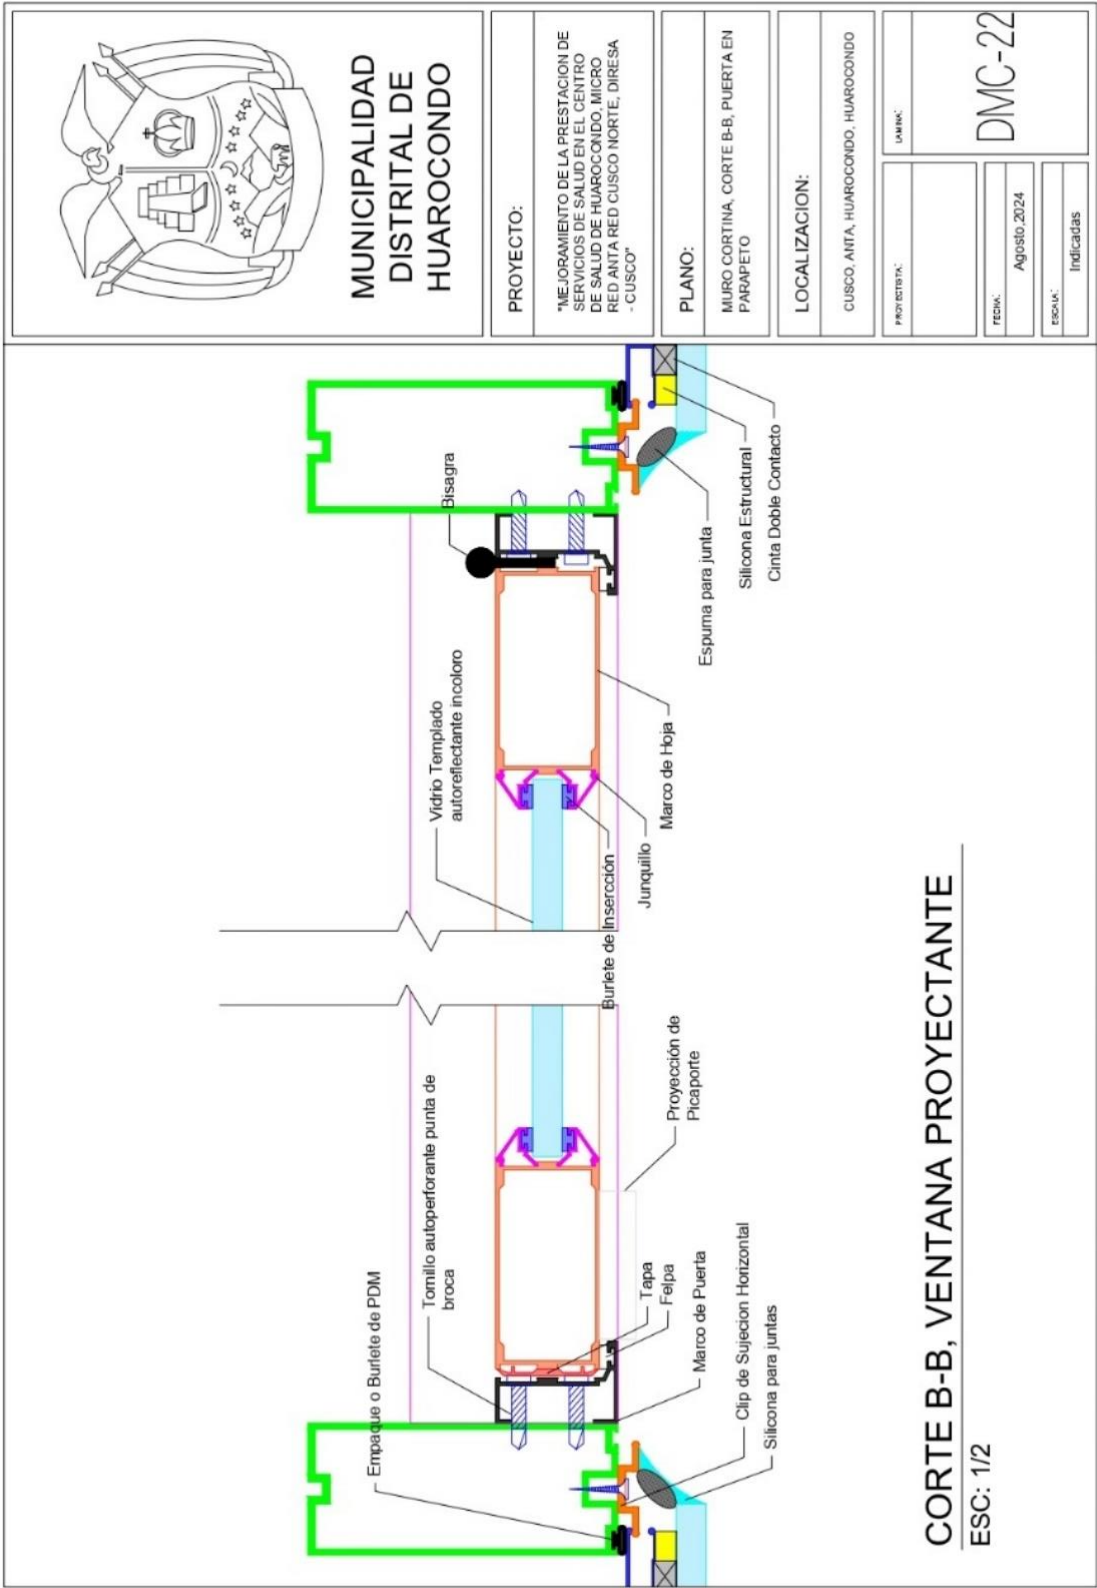 MUNICIPALIDAD
DISTRITAL DE
HUAROCONDO
PROYECTO:
"MEJORAMIENTO DE LA PRESTACION DE
SERVICIOS DE SALUD EN EL CENTRO
DE SALUD DE HUAROCONDO, MICRO
RED ANTA RED CUSCO NORTE, DIRESA
- CUSCO"
PLANO:
MURO CORTINA, CORTE B-B, PUERTA EN
PARAPETO
LOCALIZACION:
CUSCO, ANTA, HUAROCONDO, HUAROCONDO
PROYECTISTA:
LAMINA:
DMC-22
FECHA:
Agosto,2024
ESCALA:
Indicadas
Empaque o Burlete de PDM
Tornillo autoperforante punta de
broca
Vidrio Templado
autoreflectante incoloro
Bisagra
Burlete de Insercción
Junquillo
Marco de Hoja
Espuma para junta
Silicona Estructural
Cinta Doble Contacto
Proyección de
Picaporte
Tapa
Felpa
Marco de Puerta
Clip de Sujecion Horizontal
Silicona para juntas
CORTE B-B, VENTANA PROYECTANTE
ESC: 1/2